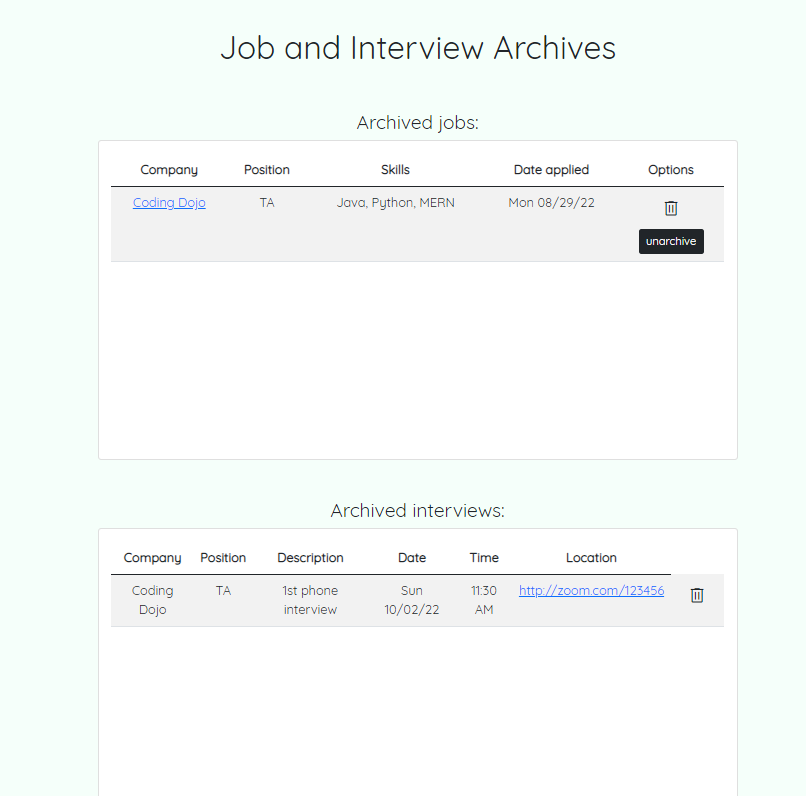 Job and Interview Archives
Archived jobs:
Company Position Skills Date applied Options
Coding Dojo TA Java, Python, MERN Mon 08/29/22
unarchive
Archived interviews:
Company Position Description Date Time Location
Coding TA 1st phone Sun 11:30 http://zoom.com/123456
Dojo interview 10/02/22 AM